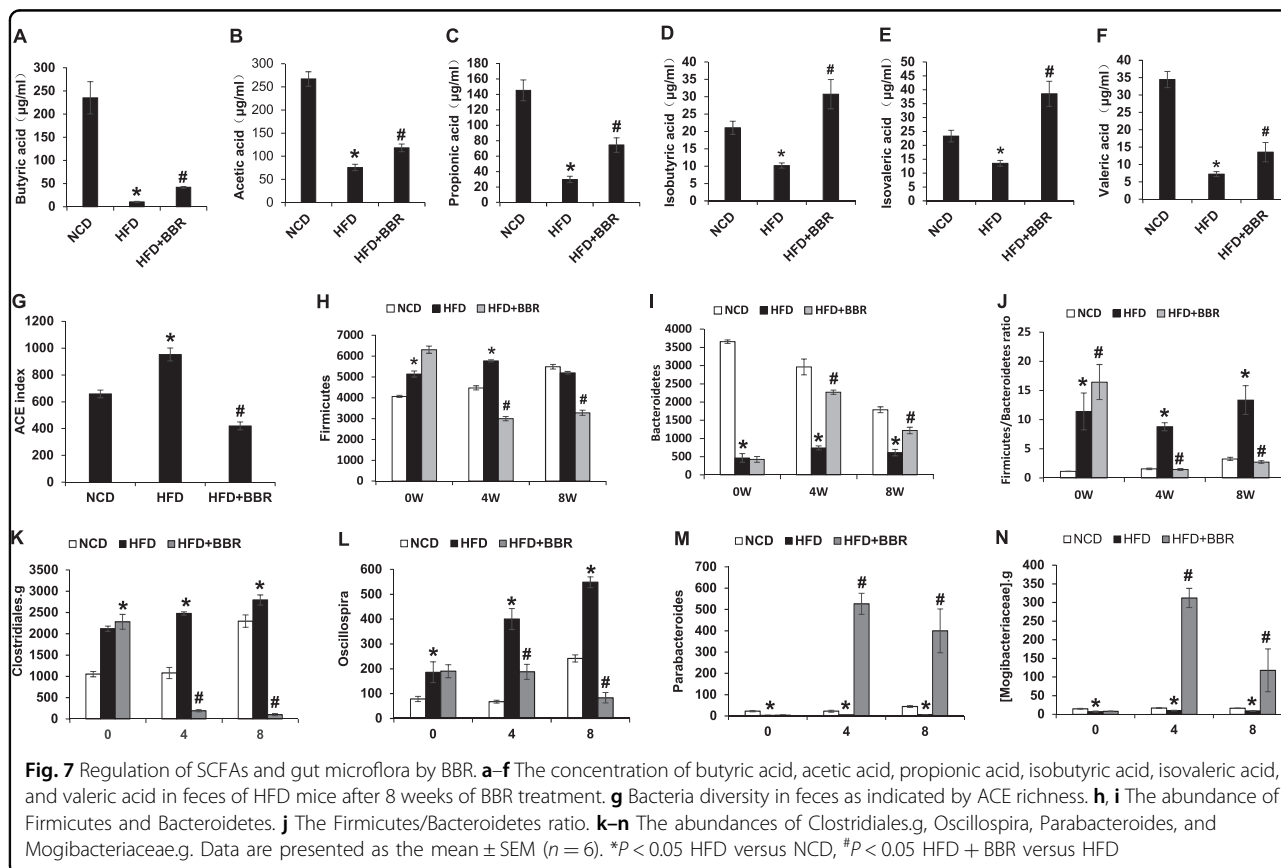 A
Butyric acid (µg/ml)
300
250
200
150
100
50
0
*
#
NCD
HFD
HFD+BBR
B
Acetic acid (µg/ml)
300
250
200
150
100
50
0
*
#
NCD
HFD
HFD+BBR
C
Propionic acid (µg/ml)
180
160
140
120
100
80
60
40
20
0
*
#
NCD
HFD
HFD+BBR
D
Isobutyric acid (µg/ml)
40
35
30
25
20
15
10
5
0
*
#
NCD
HFD
HFD+BBR
E
Isovaleric acid (µg/ml)
50
45
40
35
30
25
20
15
10
5
0
*
#
NCD
HFD
HFD+BBR
F
Valeric acid (µg/ml)
40
35
30
25
20
15
10
5
0
*
#
NCD
HFD
HFD+BBR
G
ACE index
1200
1000
800
600
400
200
0
*
#
NCD
HFD
HFD+BBR
H
NCD HFD HFD+BBR
Firmicutes
7000
6000
5000
4000
3000
2000
1000
0
*
*
#
#
0W 4W 8W
I
NCD HFD HFD+BBR
Bacteroidetes
4000
3500
3000
2500
2000
1500
1000
500
0
*
*
#
*
#
0W 4W 8W
J
NCD HFD HFD+BBR
Firmicutes/Bacteroidetes ratio
25
20
15
10
5
0
*
#
*
#
*
#
0W 4W 8W
K
NCD HFD HFD+BBR
Clostridiales.g
3500
3000
2500
2000
1500
1000
500
0
*
*
#
*
#
0 4 8
L
NCD HFD HFD+BBR
Oscillospira
600
500
400
300
200
100
0
*
*
#
*
#
0 4 8
M
NCD HFD HFD+BBR
Parabacteroides
700
600
500
400
300
200
100
0
*
*
#
*
#
0 4 8
N
NCD HFD HFD+BBR
[Mogibacteriaceae].g
400
350
300
250
200
150
100
50
0
*
*
#
*
#
0 4 8
Fig. 7 Regulation of SCFAs and gut microflora by BBR. a–f The concentration of butyric acid, acetic acid, propionic acid, isobutyric acid, isovaleric acid,
and valeric acid in feces of HFD mice after 8 weeks of BBR treatment. g Bacteria diversity in feces as indicated by ACE richness. h, i The abundance of
Firmicutes and Bacteroidetes. j The Firmicutes/Bacteroidetes ratio. k–n The abundances of Clostridiales.g, Oscillospira, Parabacteroides, and
Mogibacteriaceae.g. Data are presented as the mean ± SEM (n = 6). *P < 0.05 HFD versus NCD, #P < 0.05 HFD + BBR versus HFD